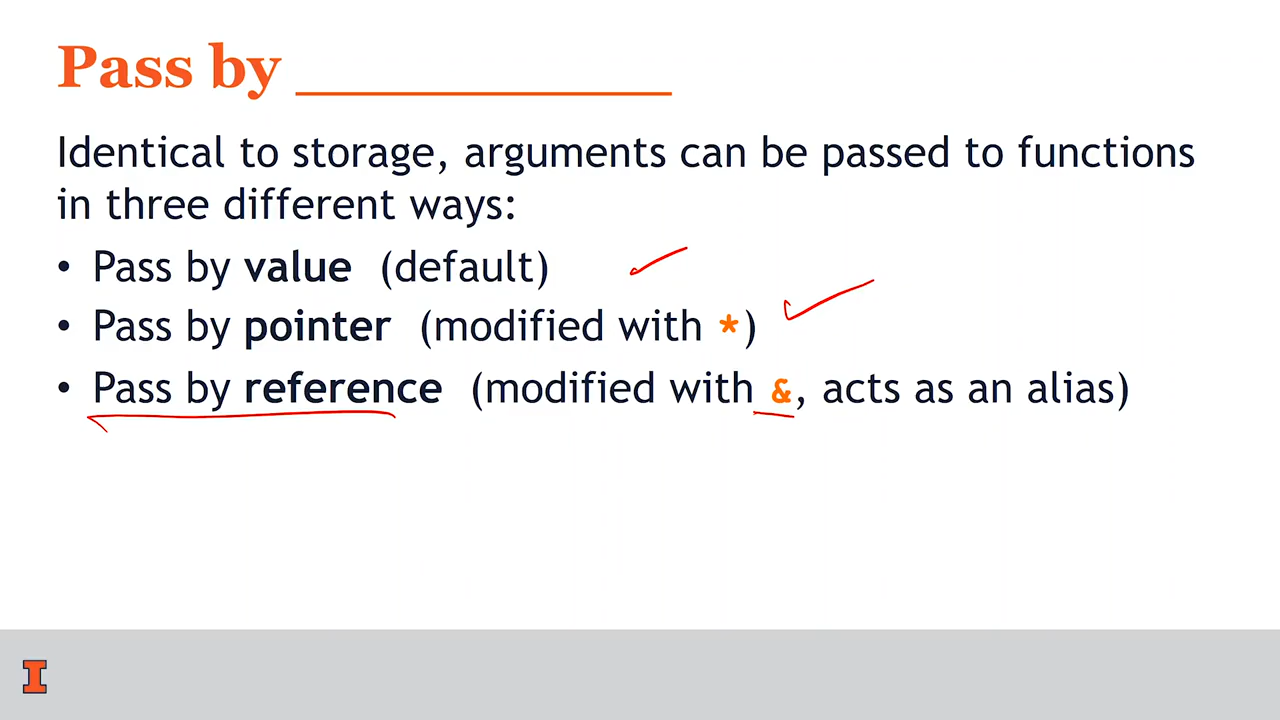 Pass by ____________
Identical to storage, arguments can be passed to functions
in three different ways:
• Pass by value (default)
• Pass by pointer (modified with *)
• Pass by reference (modified with &, acts as an alias)
I